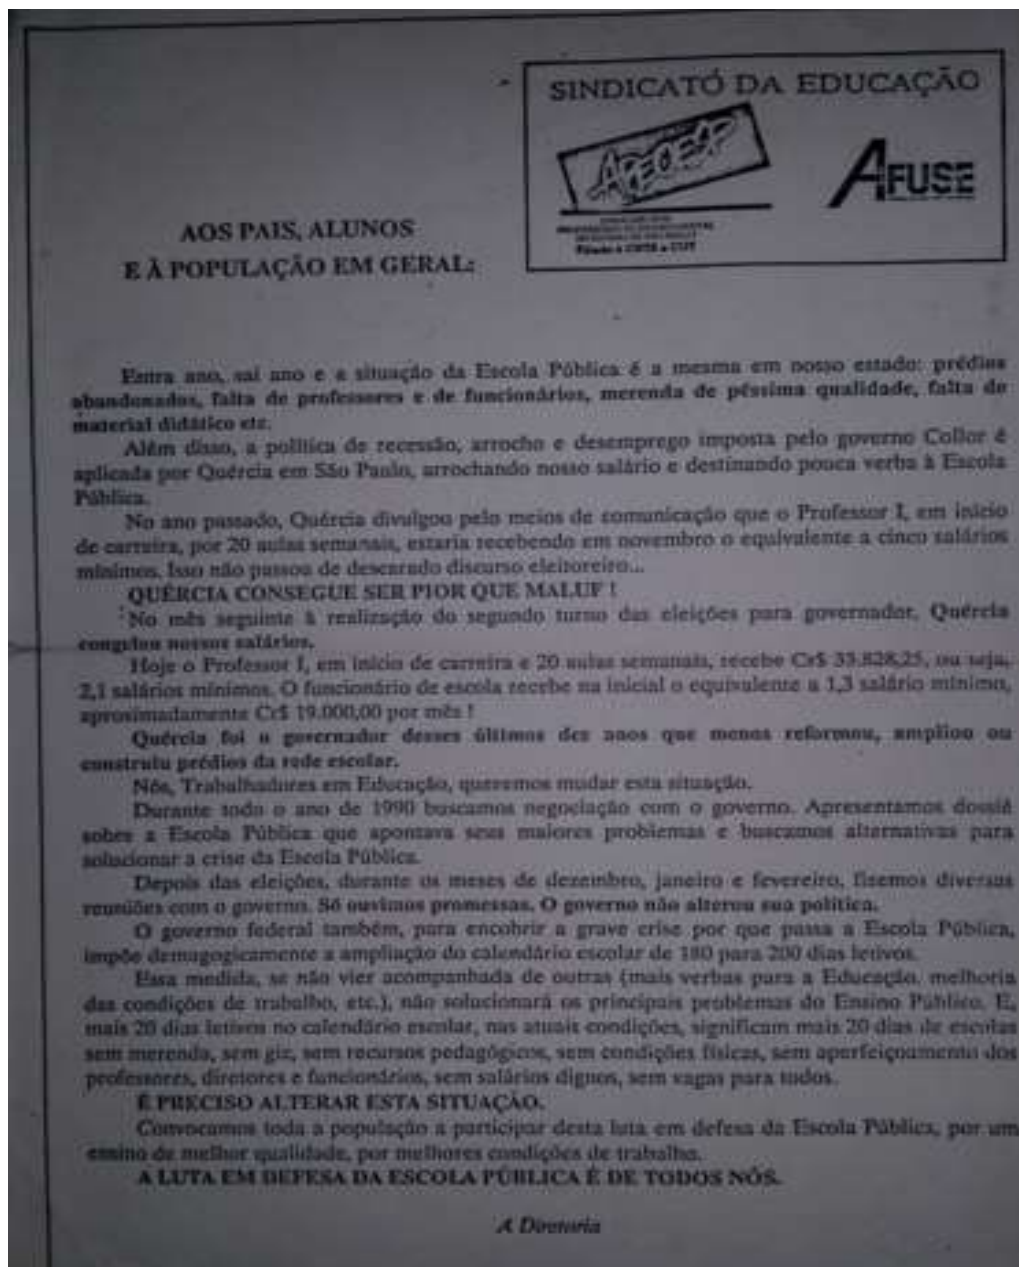 SINDICATO DA EDUCAÇÃO
APEOESP
AFUSE
Filiado à CNTE e CUT
AOS PAIS, ALUNOS
E À POPULAÇÃO EM GERAL:
Entra ano, sai ano e a situação da Escola Pública é a mesma em nosso estado: prédios
abandonados, falta de professores e de funcionários, merenda de péssima qualidade, falta de
material didático etc.
Além disso, a política de recessão, arrocho e desemprego imposta pelo governo Collor é
aplicada por Quércia em São Paulo, arrochando nosso salário e destinando pouca verba à Escola
Pública.
No ano passado, Quércia divulgou pelo meios de comunicação que o Professor I, em início
de carreira, por 20 aulas semanais, estaria recebendo em novembro o equivalente a cinco salários
mínimos. Isso não passou de descarado discurso eleitoreiro...
QUÉRCIA CONSEGUE SER PIOR QUE MALUF !
No mês seguinte à realização do segundo turno das eleições para governador, Quércia
congelou nossos salários.
Hoje o Professor I, em início de carreira e 20 aulas semanais, recebe Cr$ 33.828,25, ou seja,
2,1 salários mínimos. O funcionário de escola recebe na inicial o equivalente a 1,3 salário mínimo,
aproximadamente Cr$ 19.000,00 por mês !
Quércia foi o governador desses últimos dez anos que menos reformou, ampliou ou
construiu prédios da rede escolar.
Nós, Trabalhadores em Educação, queremos mudar esta situação.
Durante todo o ano de 1990 buscamos negociação com o governo. Apresentamos dossiê
sobre a Escola Pública que apontava seus maiores problemas e buscamos alternativas para
solucionar a crise da Escola Pública.
Depois das eleições, durante os meses de dezembro, janeiro e fevereiro, fizemos diversas
reuniões com o governo. Só ouvimos promessas. O governo não alterou sua política.
O governo federal também, para encobrir a grave crise por que passa a Escola Pública,
impõe demagogicamente a ampliação do calendário escolar de 180 para 200 dias letivos.
Essa medida, se não vier acompanhada de outras (mais verbas para a Educação, melhoria
das condições de trabalho, etc.), não solucionará os principais problemas do Ensino Público. E,
mais 20 dias letivos no calendário escolar, nas atuais condições, significam mais 20 dias de escolas
sem merenda, sem giz, sem recursos pedagógicos, sem condições físicas, sem aperfeiçoamento dos
professores, diretores e funcionários, sem salários dignos, sem vagas para todos.
É PRECISO ALTERAR ESTA SITUAÇÃO.
Convocamos toda a população a participar desta luta em defesa da Escola Pública, por um
ensino de melhor qualidade, por melhores condições de trabalho.
A LUTA EM DEFESA DA ESCOLA PÚBLICA É DE TODOS NÓS.
A Diretoria